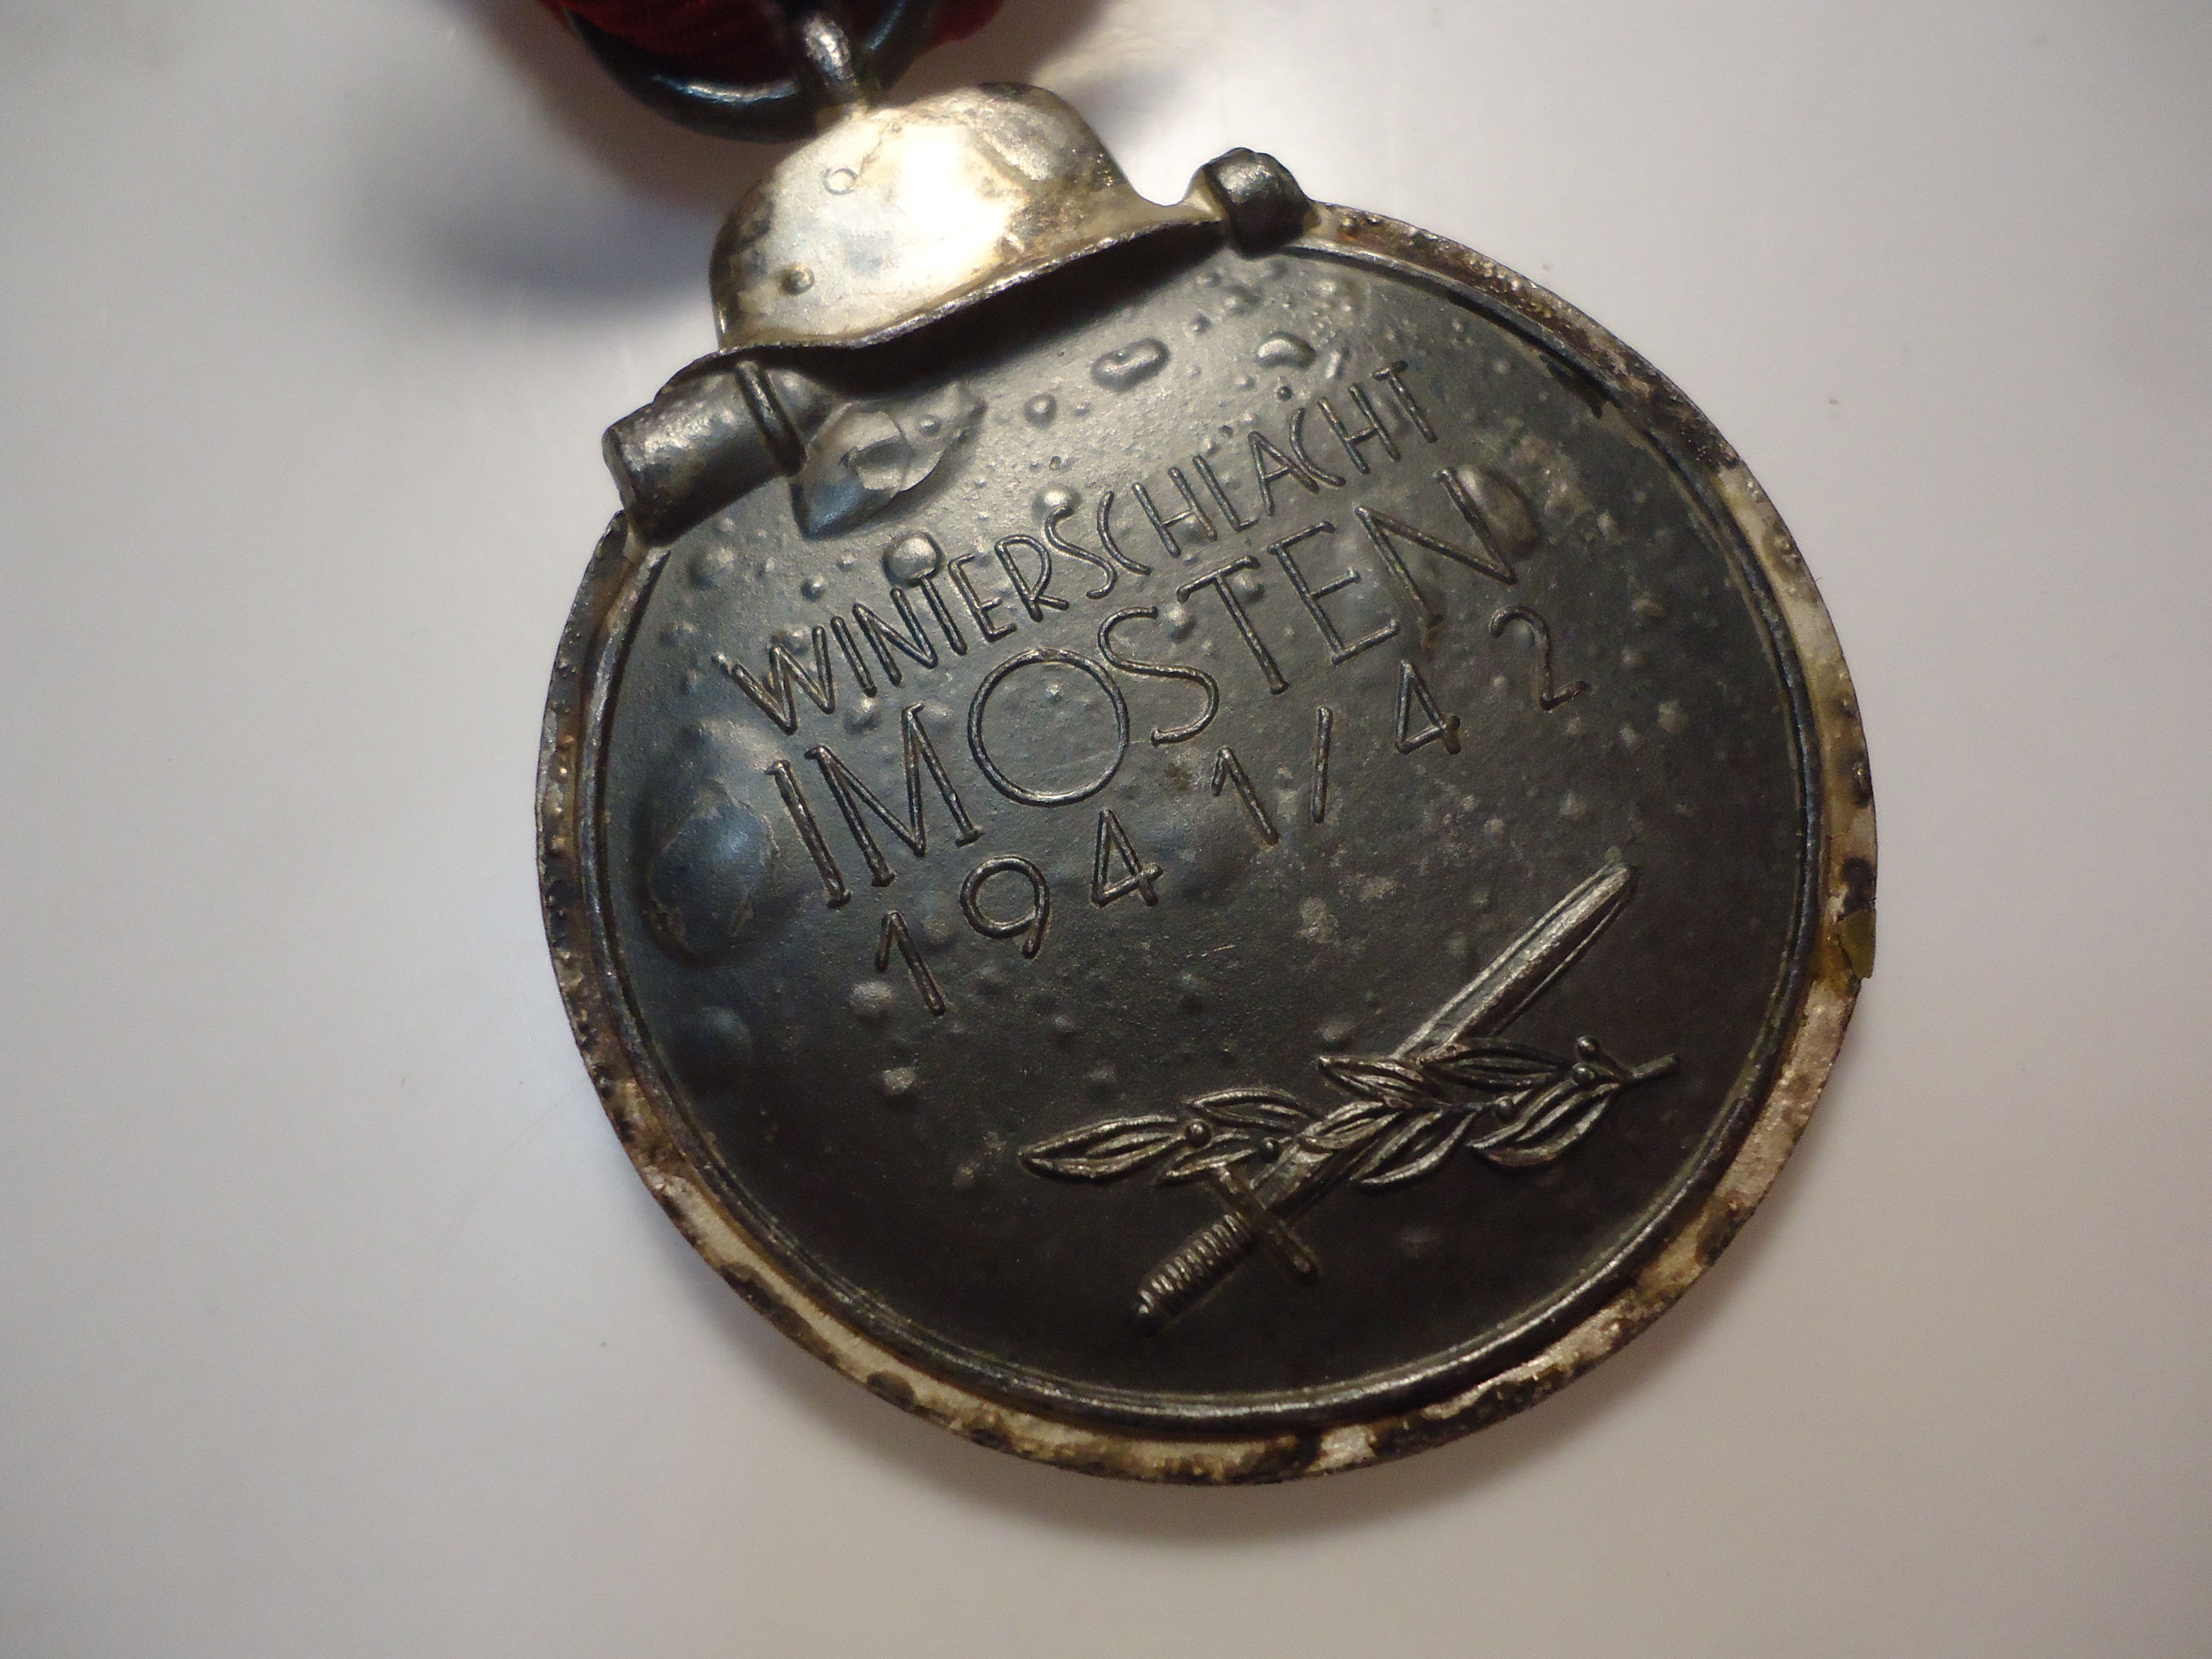 WINTERSCHLACHT
IM OSTEN
1941/42